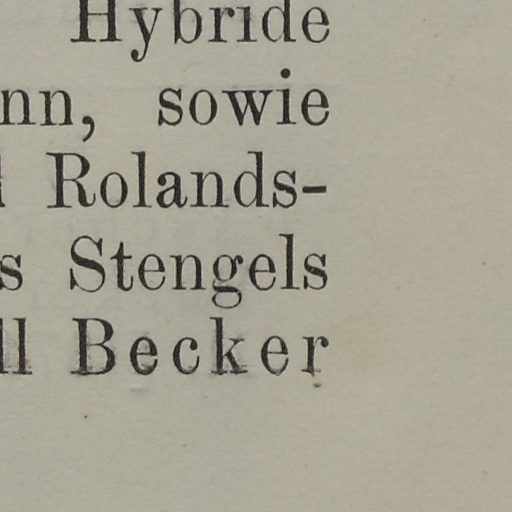 Hybride
nn, sowie
Rolands-
s Stengels
ll Becker